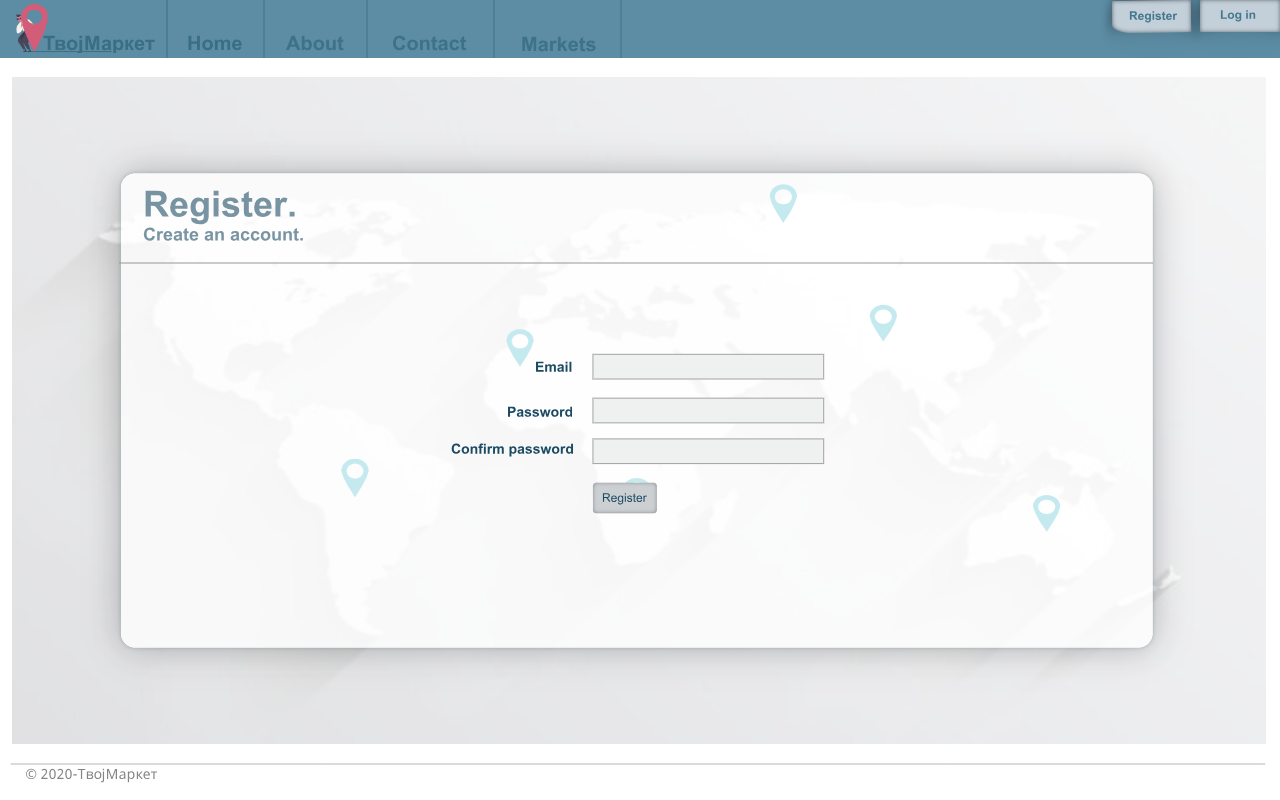 ТвојМаркет Home About Contact Markets Register Log in
Register.
Create an account.
Email
Password
Confirm password
Register
© 2020-ТвојМаркет